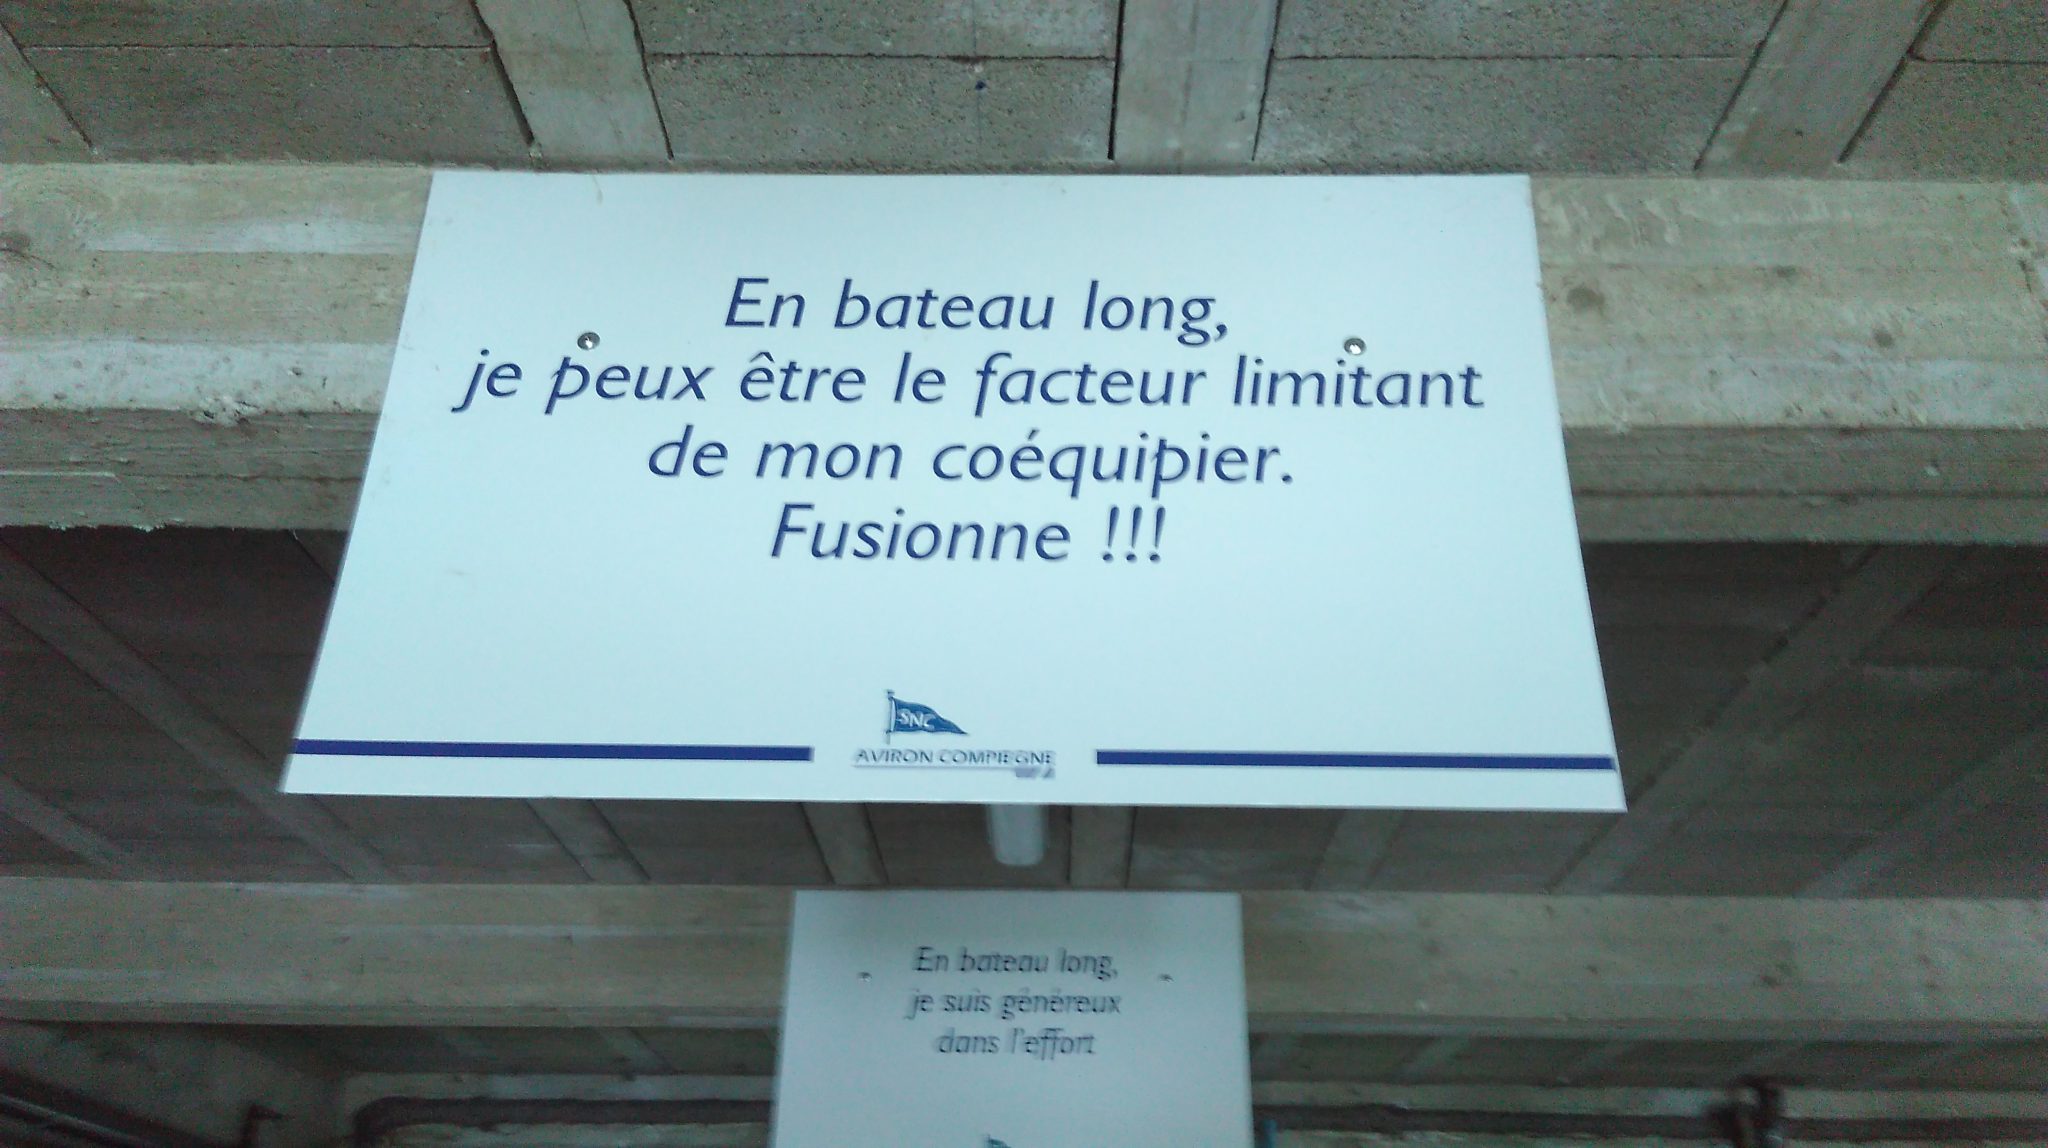 En bateau long,
je peux être le facteur limitant
de mon coéquipier.
Fusionne !!!
SNC
AVIRON COMPIEGNE
En bateau long,
je suis généreux
dans l'effort